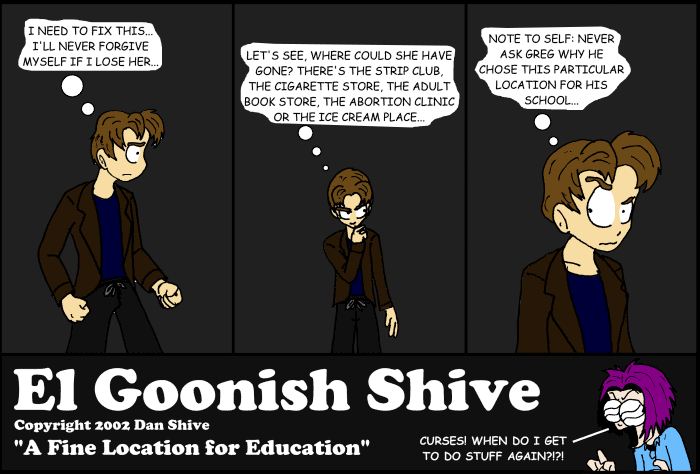 I NEED TO FIX THIS...
I'LL NEVER FORGIVE
MYSELF IF I LOSE HER...
LET'S SEE, WHERE COULD SHE HAVE
GONE? THERE'S THE STRIP CLUB,
THE CIGARETTE STORE, THE ADULT
BOOK STORE, THE ABORTION CLINIC
OR THE ICE CREAM PLACE...
NOTE TO SELF: NEVER
ASK GREG WHY HE
CHOSE THIS PARTICULAR
LOCATION FOR HIS
SCHOOL...
El Goonish Shive
Copyright 2002 Dan Shive
"A Fine Location for Education"
CURSES! WHEN DO I GET
TO DO STUFF AGAIN?!?!